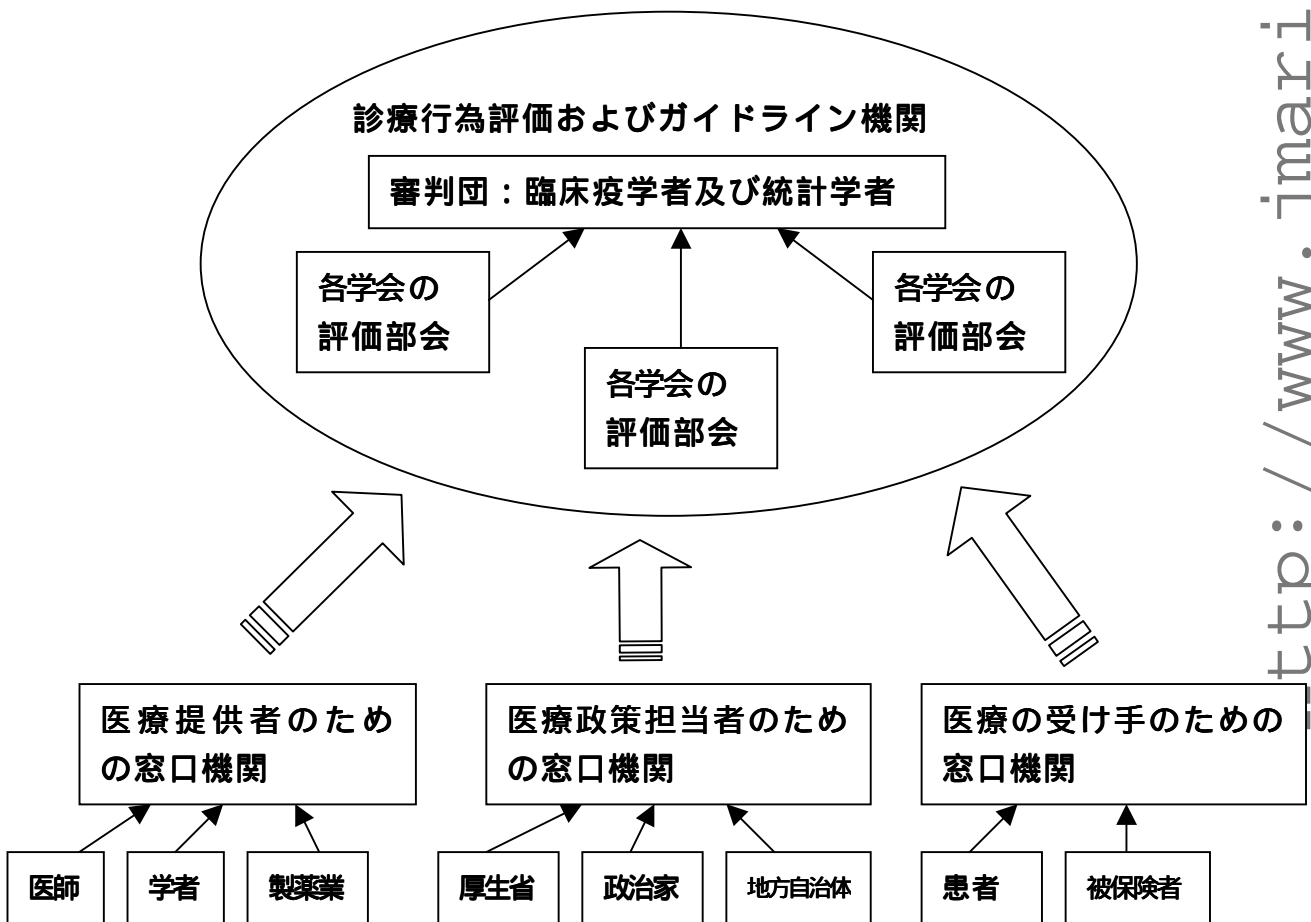 診療行為評価およびガイドライン機関
審判団：臨床疫学者及び統計学者
各学会の
評価部会
各学会の
評価部会
各学会の
評価部会
医療提供者のため
の窓口機関
医療政策担当者のため
の窓口機関
医療の受け手のための
窓口機関
医師
学者
製薬業
厚生省
政治家
地方自治体
患者
被保険者
ttp://www.imari